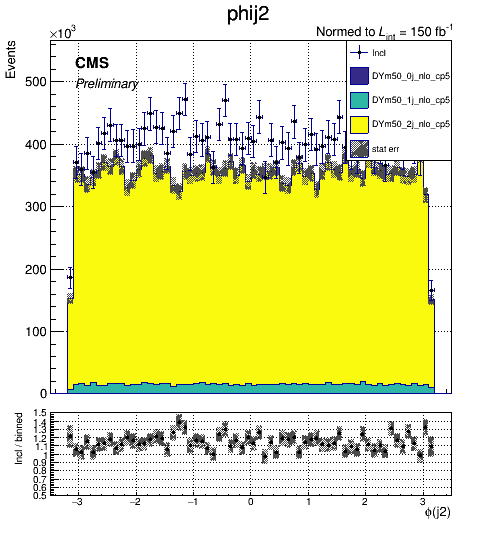 phij2
×10³
Normed to L_int = 150 fb⁻¹
Events
CMS
Preliminary
Incl
DYm50_0j_nlo_cp5
DYm50_1j_nlo_cp5
DYm50_2j_nlo_cp5
stat err
500
400
300
200
100
0
Incl / binned
1.5
1.4
1.3
1.2
1.1
1
0.9
0.8
0.7
0.6
0.5
−3 −2 −1 0 1 2 3
ϕ(j2)